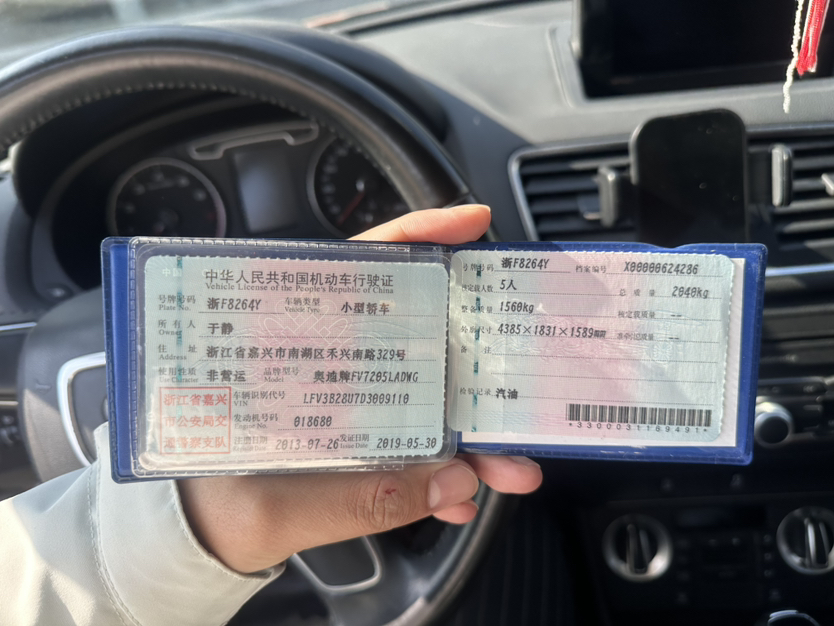 中华人民共和国机动车行驶证
Vehicle License of the People's Republic of China
号牌号码 浙F8264Y 车辆类型 小型轿车
Plate No. Vehicle Type
所有人 于静
Owner
住址 浙江省嘉兴市南湖区禾兴南路329号
Address
使用性质 非营运 品牌型号 奥迪牌FV7205LADWG
Use Character Model
浙江省嘉兴
市公安局交
通警察支队
车辆识别代号 LFV3B28U7D3009110
VIN
发动机号码 018680
Engine No.
注册日期 2013-07-26 发证日期 2019-05-30
Register Date Issue Date
号牌号码 浙F8264Y 档案编号 X00000624286
核定载人数 5人 总质量 2040kg
整备质量 1560kg 核定载质量 --
外廓尺寸 4385×1831×1589mm 准牵引总质量 --
备注
检验记录 汽油
*3300031169491*